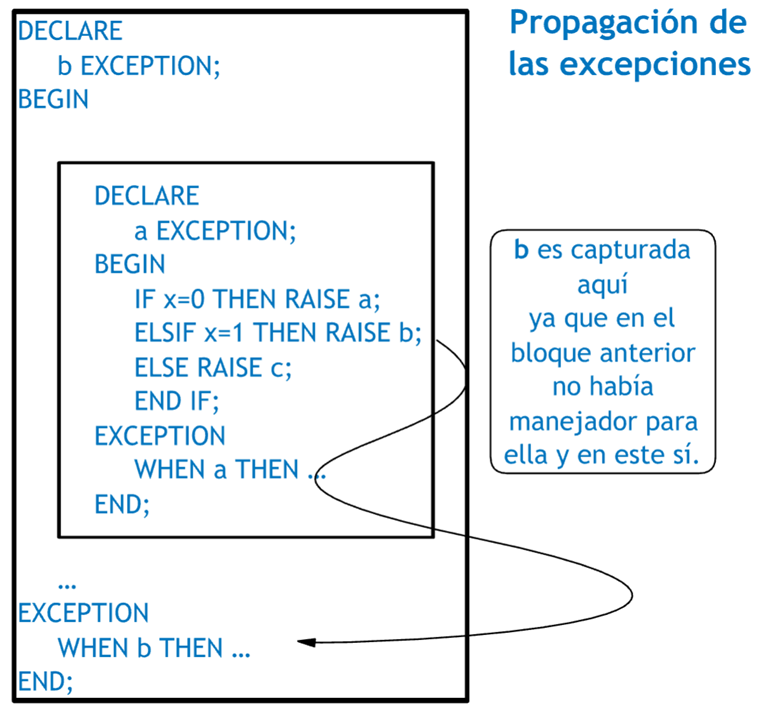 Propagación de
las excepciones
DECLARE
b EXCEPTION;
BEGIN
DECLARE
a EXCEPTION;
BEGIN
IF x=0 THEN RAISE a;
ELSIF x=1 THEN RAISE b;
ELSE RAISE c;
END IF;
EXCEPTION
WHEN a THEN ...
END;
...
EXCEPTION
WHEN b THEN ...
END;
b es capturada
aquí
ya que en el
bloque anterior
no había
manejador para
ella y en este sí.